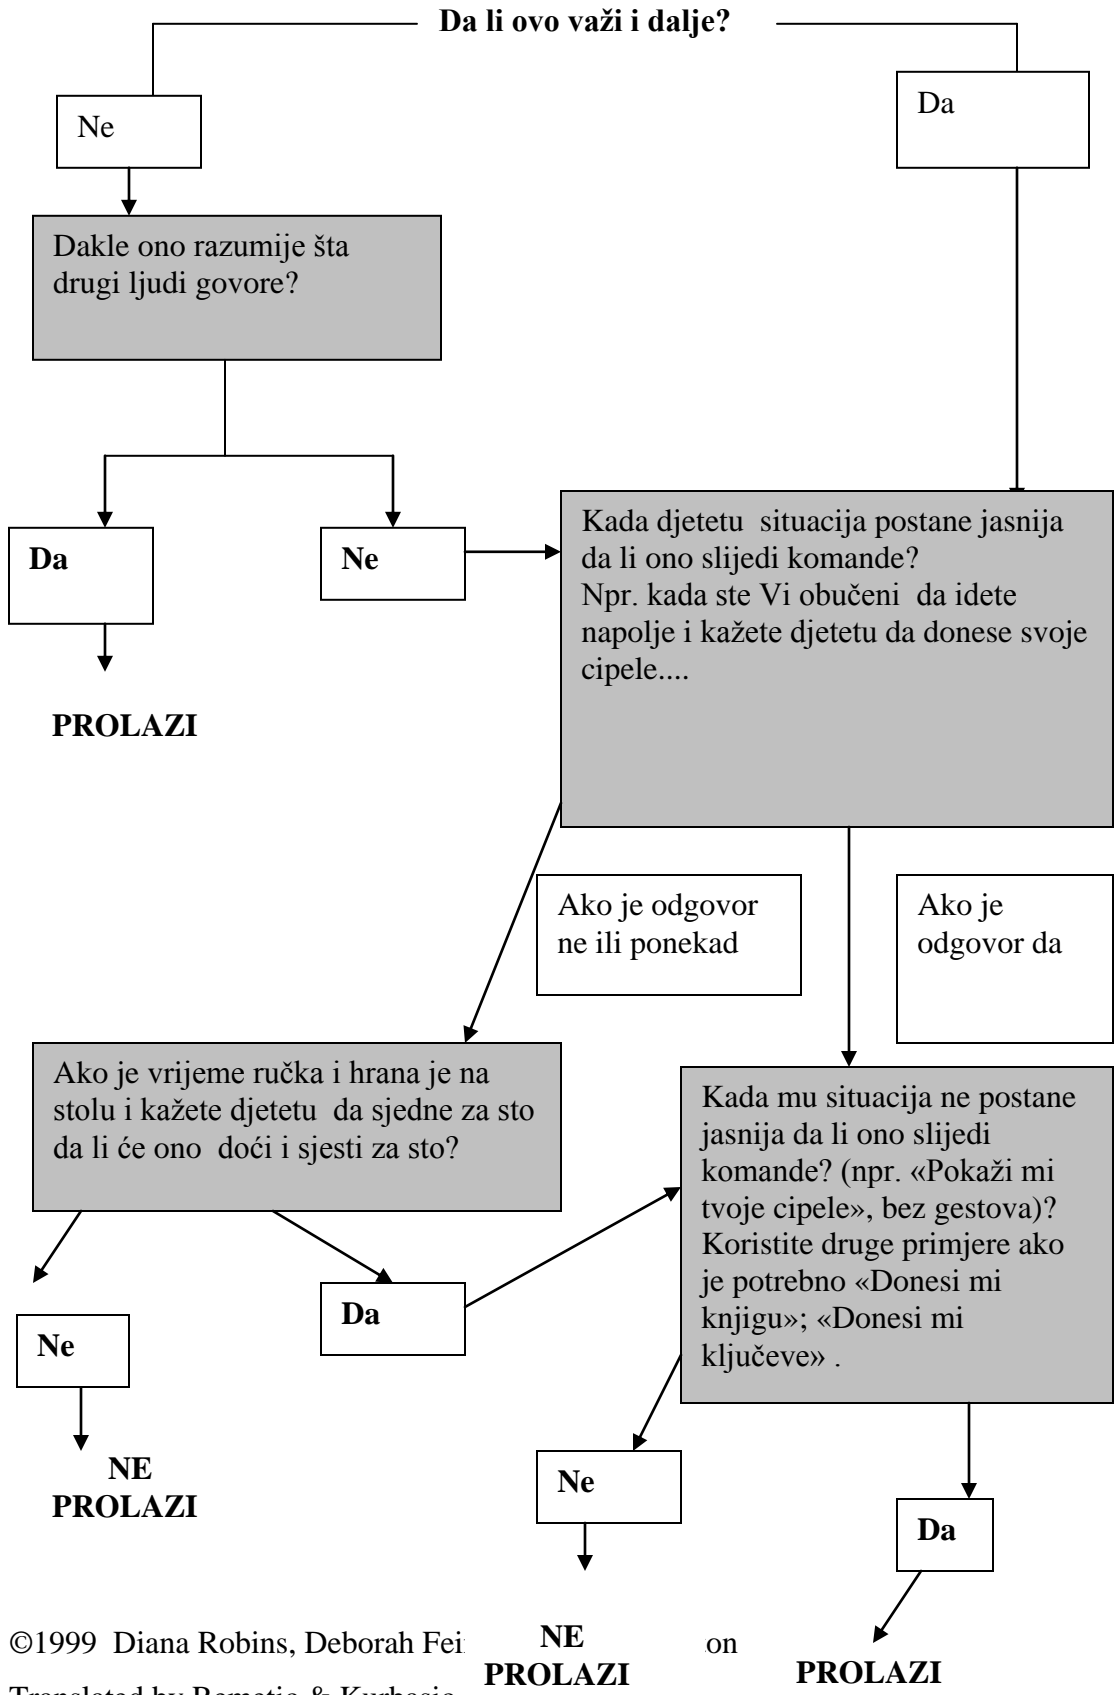 Da li ovo važi i dalje?
Ne
Da
Dakle ono razumije šta
drugi ljudi govore?
Da
Ne
Kada djetetu situacija postane jasnija
da li ono slijedi komande?
Npr. kada ste Vi obučeni da idete
napolje i kažete djetetu da donese svoje
cipele....
PROLAZI
Ako je odgovor
ne ili ponekad
Ako je
odgovor da
Ako je vrijeme ručka i hrana je na
stolu i kažete djetetu da sjedne za sto
da li će ono doći i sjesti za sto?
Kada mu situacija ne postane
jasnija da li ono slijedi
komande? (npr. «Pokaži mi
tvoje cipele», bez gestova)?
Koristite druge primjere ako
je potrebno «Donesi mi
knjigu»; «Donesi mi
ključeve» .
Ne
Da
NE
PROLAZI
Ne
Da
NE
PROLAZI
PROLAZI
©1999 Diana Robins, Deborah on
Translated by &